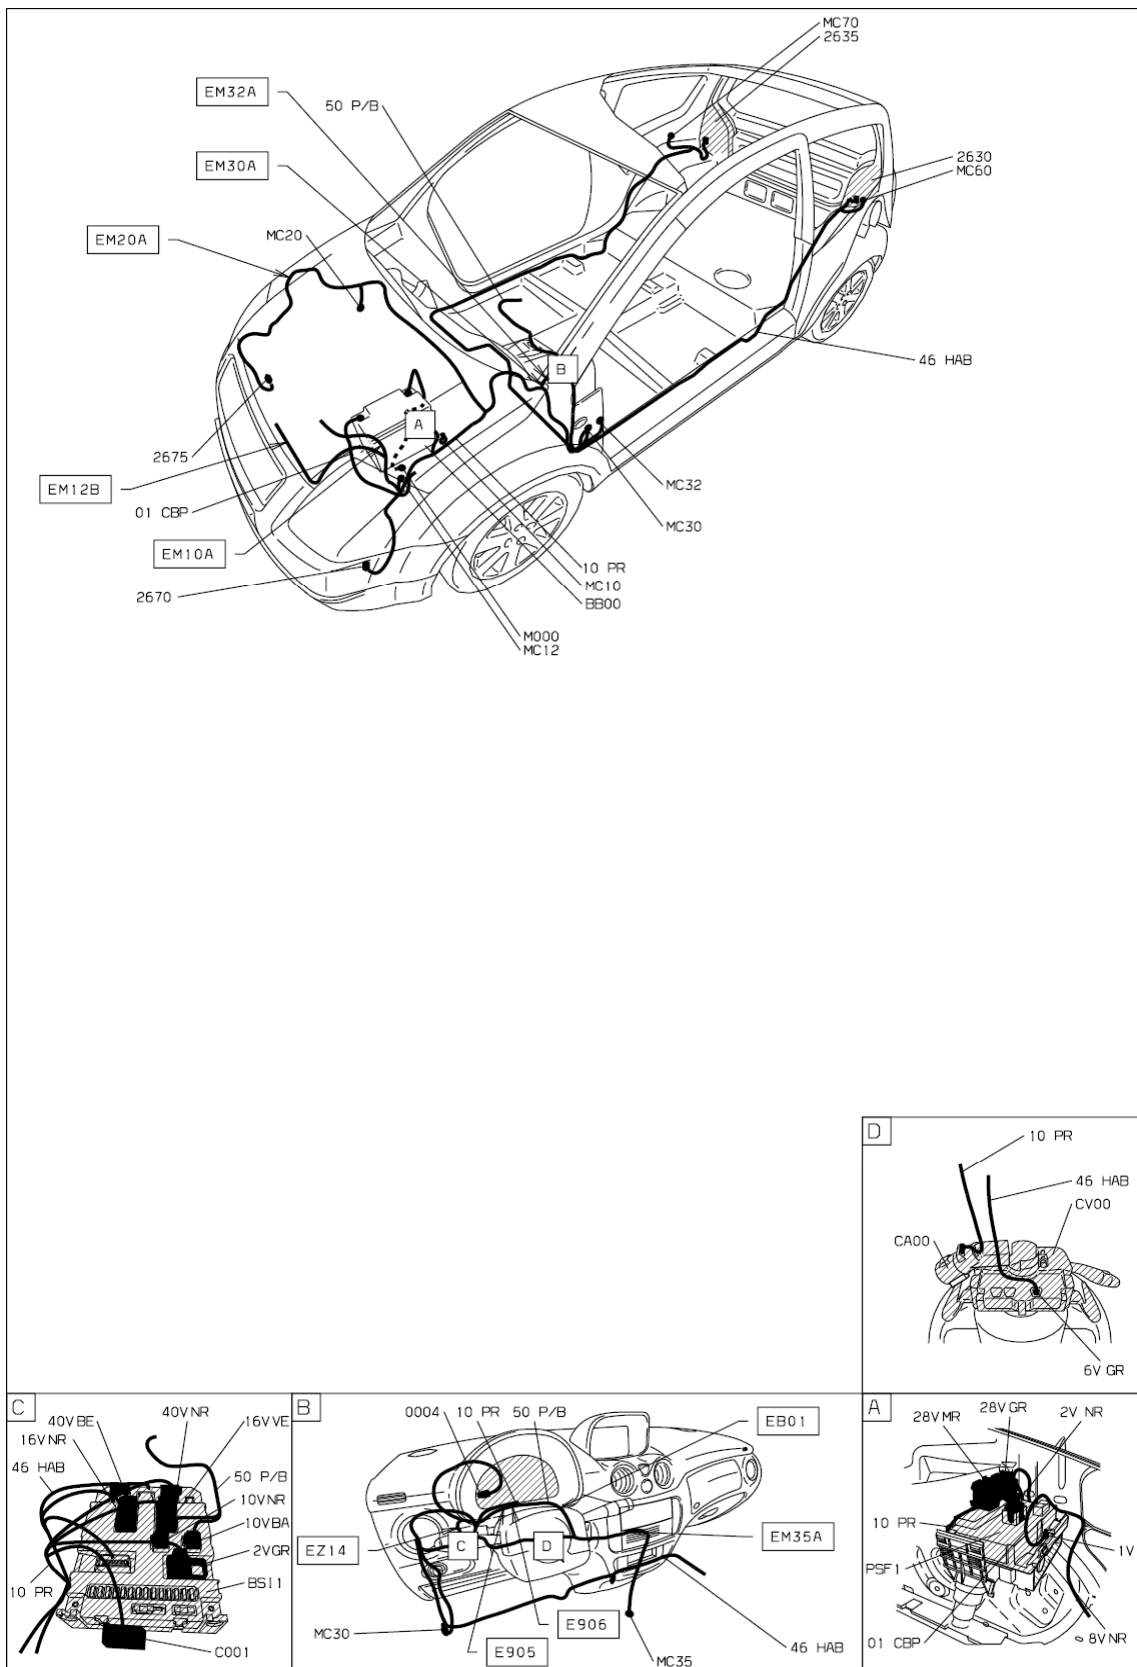 MC70
2635
EM32A
50 P/B
EM30A
2630
MC60
EM20A
MC20
46 HAB
B
A
2675
EM12B
01 CBP
MC32
MC30
EM10A
10 PR
MC10
BB00
2670
M000
MC12
D
10 PR
46 HAB
CV00
CA00
6V GR
C
40V BE
40V NR
16V VE
16V NR
46 HAB
50 P/B
10V NR
10V BA
2V GR
BSI1
10 PR
C001
B
0004
10 PR
50 P/B
EB01
EZ14
C
D
EM35A
MC30
E906
E905
46 HAB
MC35
A
28V MR
28V GR
2V NR
10 PR
PSF1
1V
01 CBP
8V NR